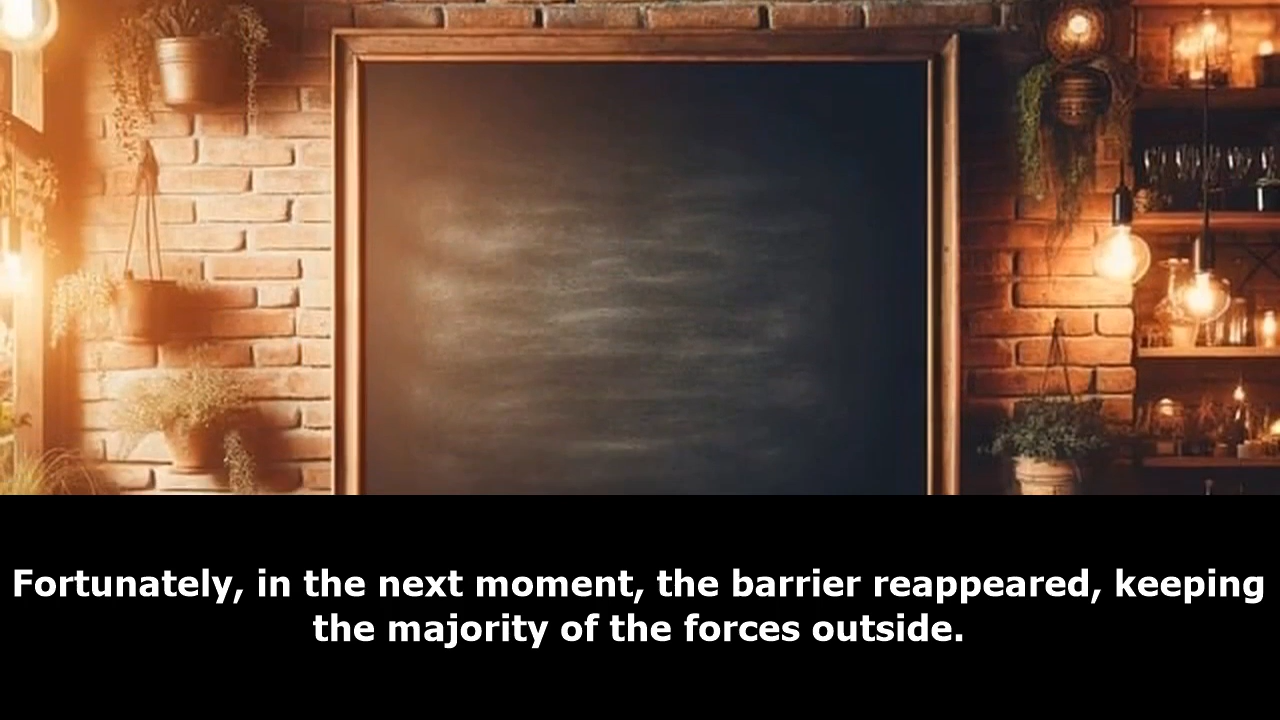 Fortunately, in the next moment, the barrier reappeared, keeping
the majority of the forces outside.